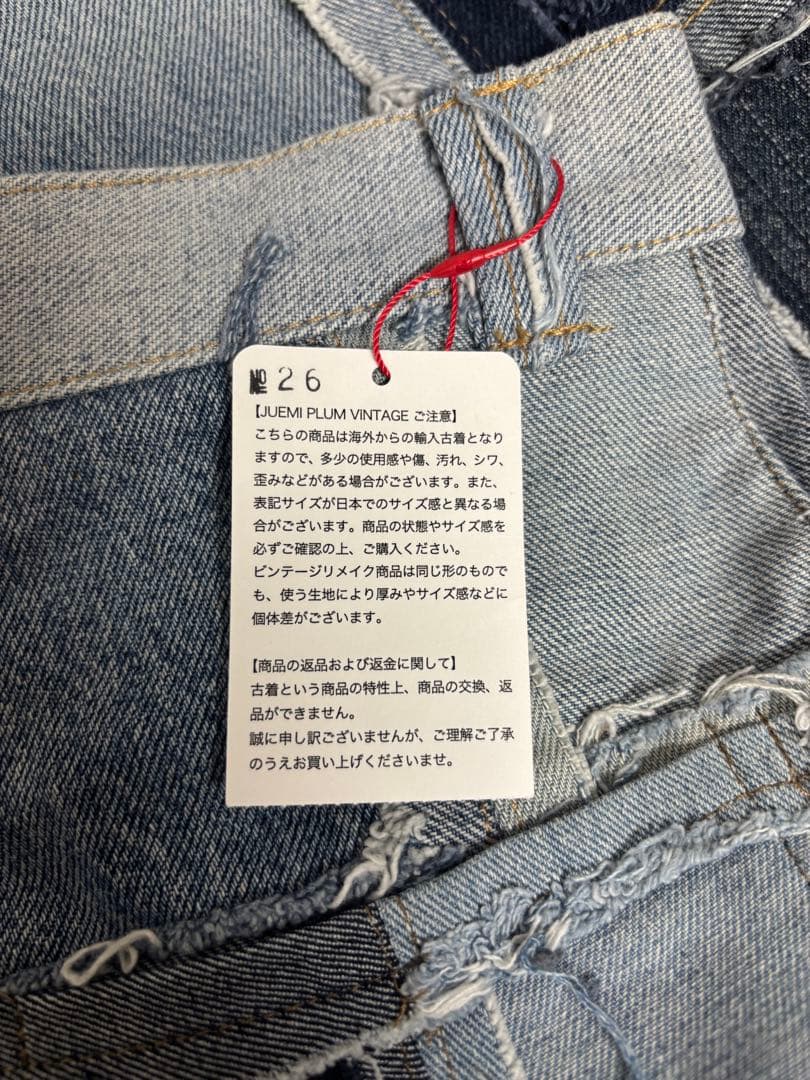 № 26
【JUEMI PLUM VINTAGE ご注意】
こちらの商品は海外からの輸入古着となり
ますので、多少の使用感や傷、汚れ、シワ、
歪みなどがある場合がございます。また、
表記サイズが日本でのサイズ感と異なる場
合がございます。商品の状態やサイズ感を
必ずご確認の上、ご購入ください。
ビンテージリメイク商品は同じ形のもので
も、使う生地により厚みやサイズ感などに
個体差がございます。
【商品の返品および返金に関して】
古着という商品の特性上、商品の交換、返
品ができません。
誠に申し訳ございませんが、ご理解ご了承
のうえお買い上げくださいませ。